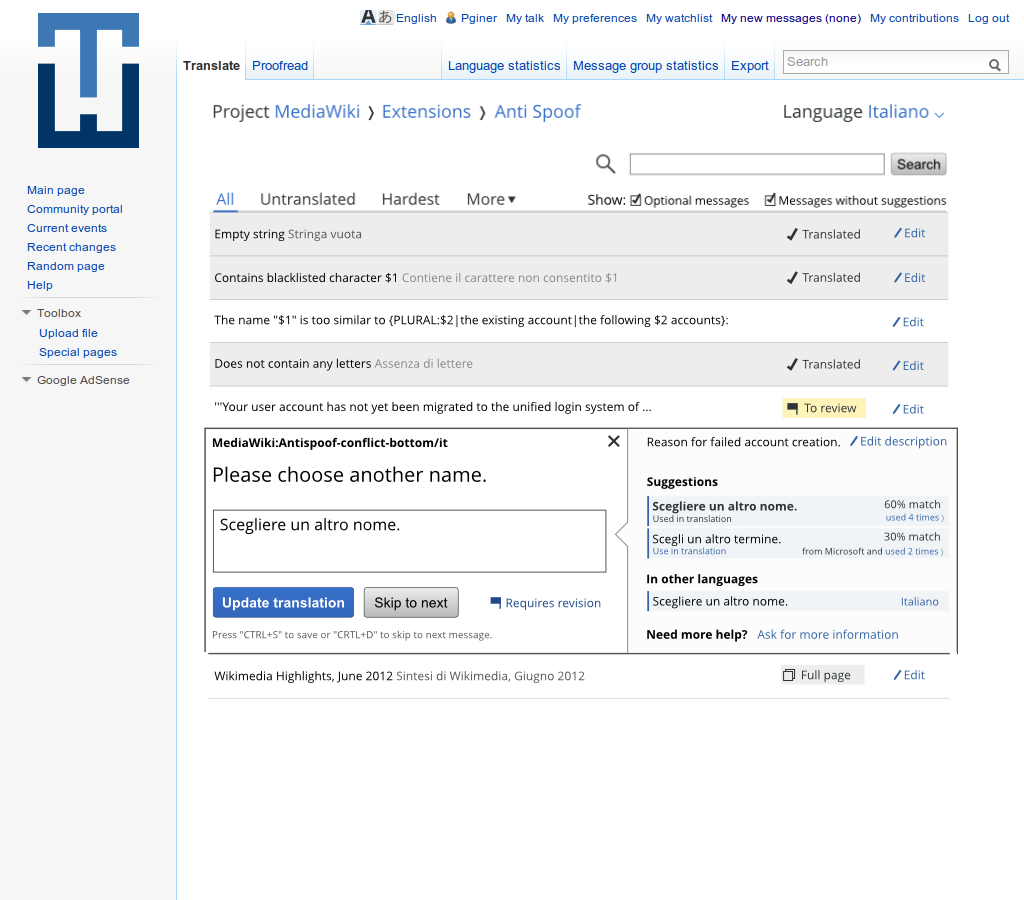 Aあ English Pginer My talk My preferences My watchlist My new messages (none) My contributions Log out
Translate Proofread Language statistics Message group statistics Export Search
Project MediaWiki ❭ Extensions ❭ Anti Spoof Language Italiano
Search
All Untranslated Hardest More▼ Show: Optional messages Messages without suggestions
Main page
Community portal
Current events
Recent changes
Random page
Help
Toolbox
Upload file
Special pages
Google AdSense
Empty string Stringa vuota Translated Edit
Contains blacklisted character $1 Contiene il carattere non consentito $1 Translated Edit
The name "$1" is too similar to {PLURAL:$2|the existing account|the following $2 accounts}: Edit
Does not contain any letters Assenza di lettere Translated Edit
'''Your user account has not yet been migrated to the unified login system of ... To review Edit
MediaWiki:Antispoof-conflict-bottom/it
Please choose another name.
Scegliere un altro nome.
Update translation Skip to next Requires revision
Press "CTRL+S" to save or "CRTL+D" to skip to next message.
Reason for failed account creation. Edit description
Suggestions
Scegliere un altro nome. 60% match
Used in translation used 4 times ⟩
Scegli un altro termine. 30% match
Use in translation from Microsoft and used 2 times ⟩
In other languages
Scegliere un altro nome. Italiano
Need more help? Ask for more information
Wikimedia Highlights, June 2012 Sintesi di Wikimedia, Giugno 2012 Full page Edit